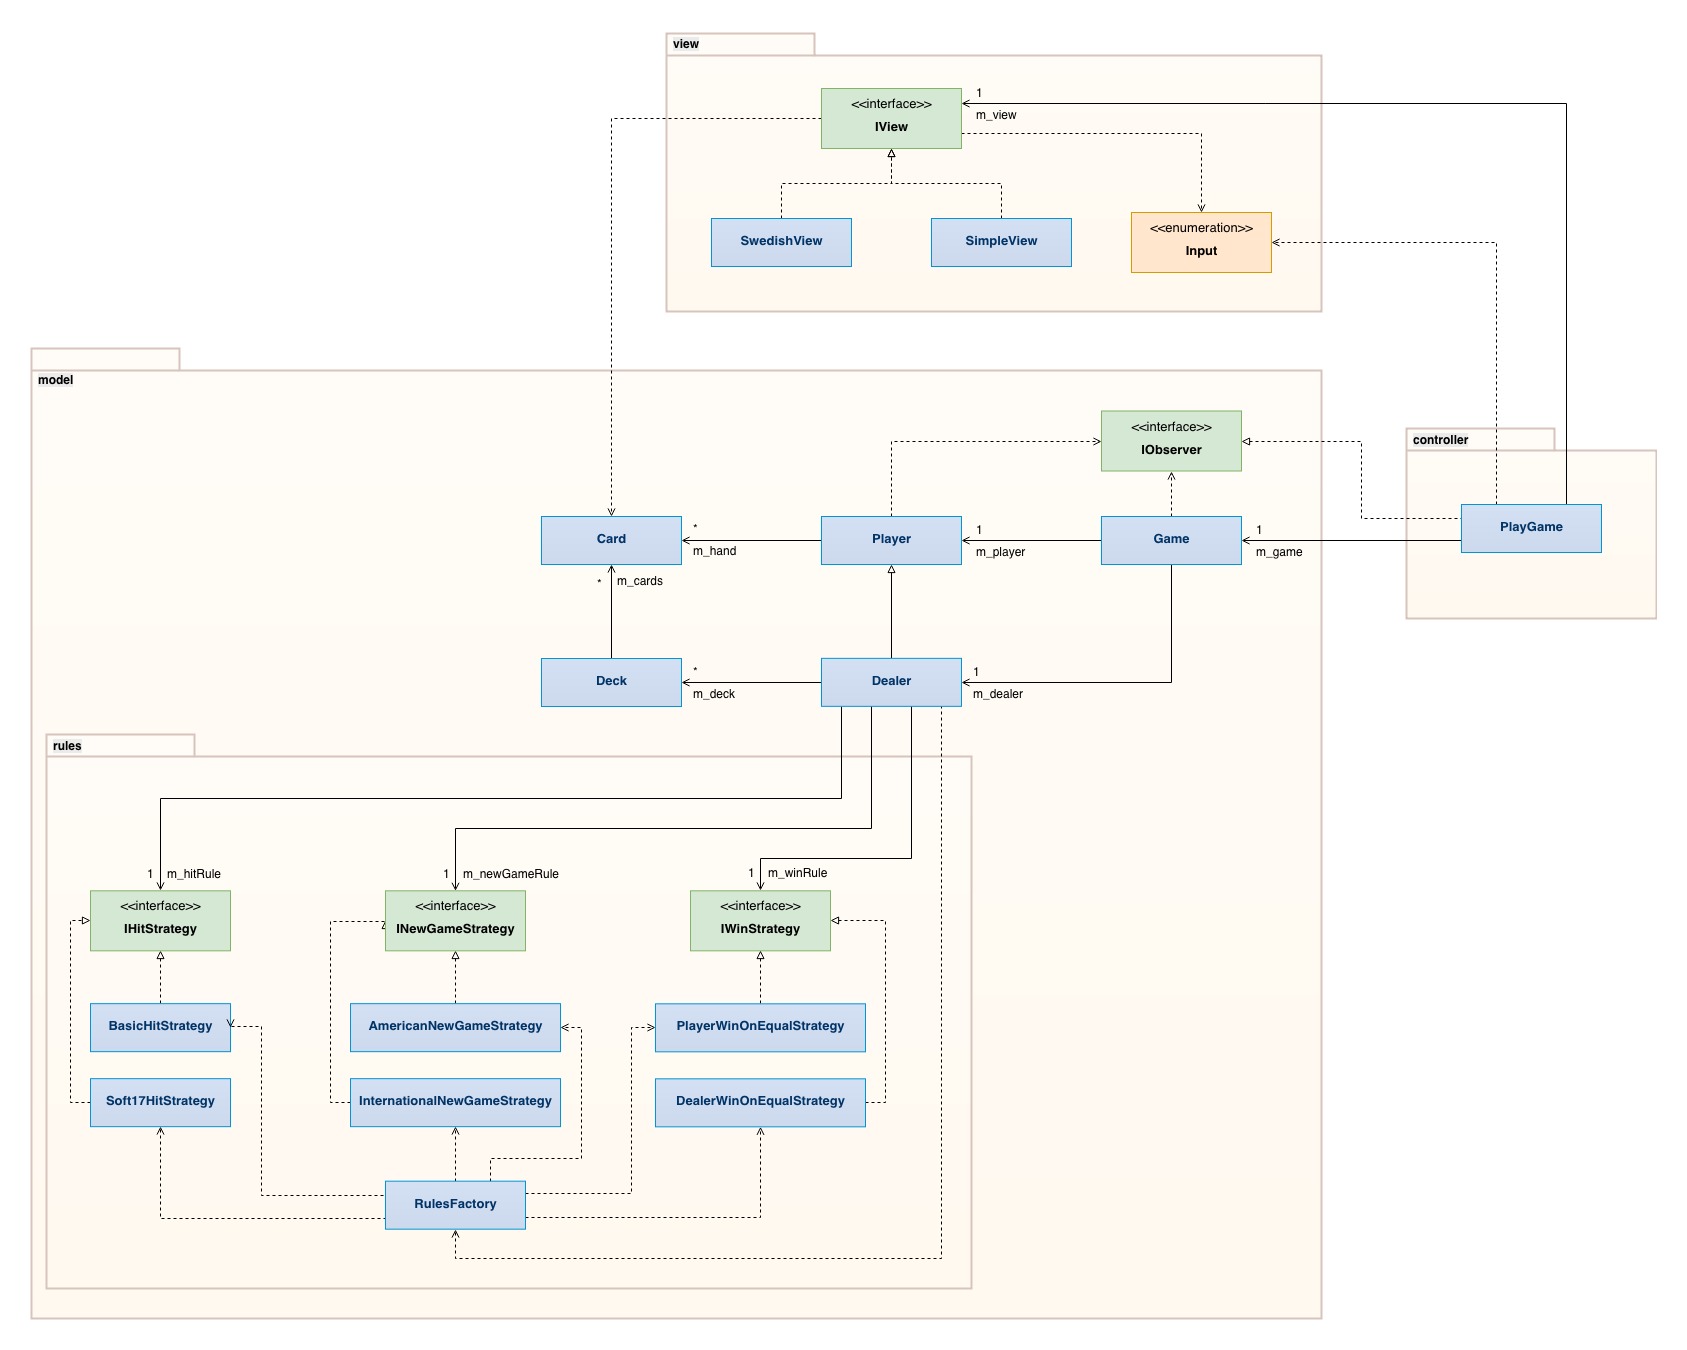 view
<<interface>>
IView
1
m_view
SwedishView
SimpleView
<<enumeration>>
Input
model
<<interface>>
IObserver
controller
PlayGame
Card
*
m_hand
Player
1
m_player
Game
1
m_game
*
m_cards
Deck
*
m_deck
Dealer
1
m_dealer
rules
1
m_hitRule
1
m_newGameRule
1
m_winRule
<<interface>>
IHitStrategy
<<interface>>
INewGameStrategy
<<interface>>
IWinStrategy
BasicHitStrategy
AmericanNewGameStrategy
PlayerWinOnEqualStrategy
Soft17HitStrategy
InternationalNewGameStrategy
DealerWinOnEqualStrategy
RulesFactory